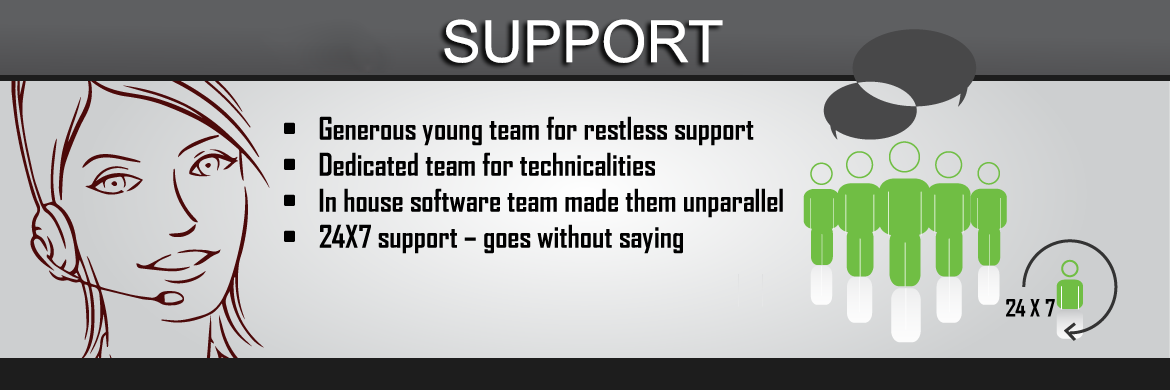 SUPPORT
▪ Generous young team for restless support
▪ Dedicated team for technicalities
▪ In house software team made them unparallel
▪ 24X7 support – goes without saying
24 X 7